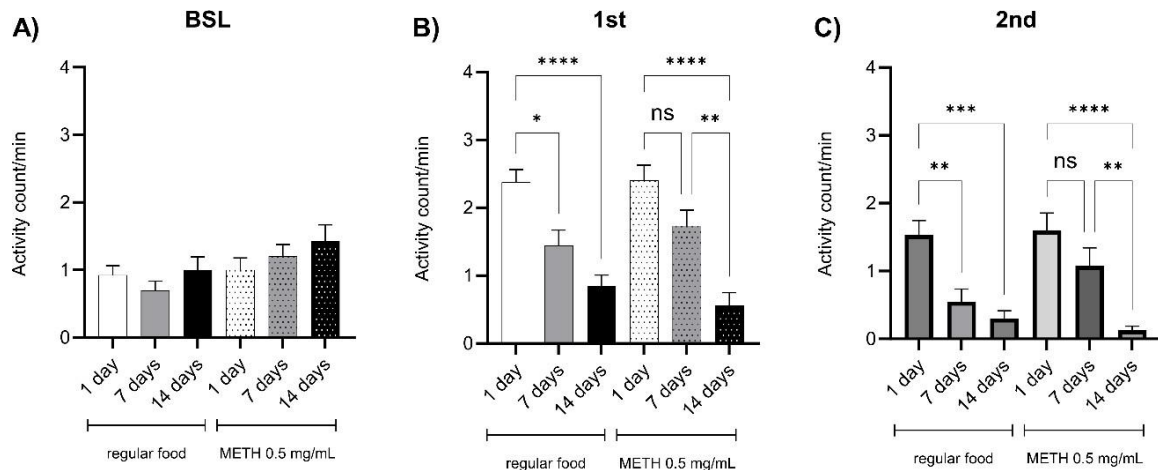 A)
BSL
Activity count/min
4
3
2
1
0
1 day
7 days
14 days
1 day
7 days
14 days
regular food
METH 0.5 mg/mL
B)
1st
Activity count/min
4
3
2
1
0
****
*
****
ns
**
1 day
7 days
14 days
1 day
7 days
14 days
regular food
METH 0.5 mg/mL
C)
2nd
Activity count/min
4
3
2
1
0
***
**
****
ns
**
1 day
7 days
14 days
1 day
7 days
14 days
regular food
METH 0.5 mg/mL